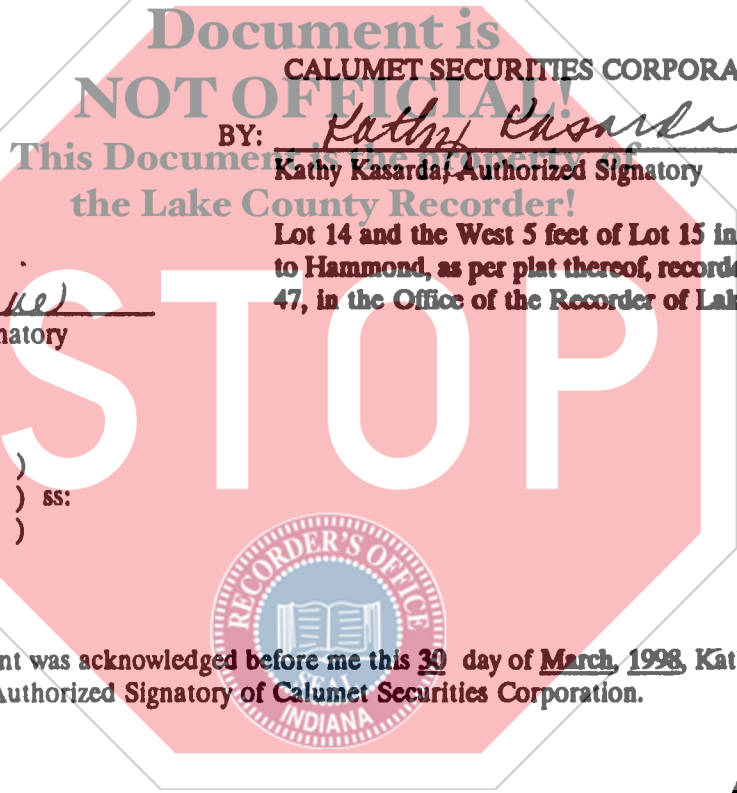 Document is
NOT OFFICIAL!
This Document is the property of
the Lake County Recorder!
CALUMET SECURITIES CORPORA
BY: Kathy Kasarda
Kathy Kasarda, Authorized Signatory
Lot 14 and the West 5 feet of Lot 15 in
to Hammond, as per plat thereof, recorde
47, in the Office of the Recorder of Lak
natory
STOP
)
) ss:
)
RECORDER'S OFFICE
SEAL
INDIANA
nt was acknowledged before me this 30 day of March, 1998, Kat
Authorized Signatory of Calumet Securities Corporation.